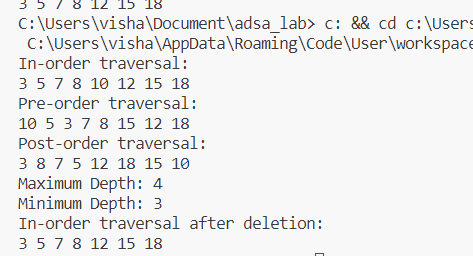 3 5 7 8 12 15 18
C:\Users\visha\Document\adsa_lab> c: && cd c:\Users
C:\Users\visha\AppData\Roaming\Code\User\workspace
In-order traversal:
3 5 7 8 10 12 15 18
Pre-order traversal:
10 5 3 7 8 15 12 18
Post-order traversal:
3 8 7 5 12 18 15 10
Maximum Depth: 4
Minimum Depth: 3
In-order traversal after deletion:
3 5 7 8 12 15 18